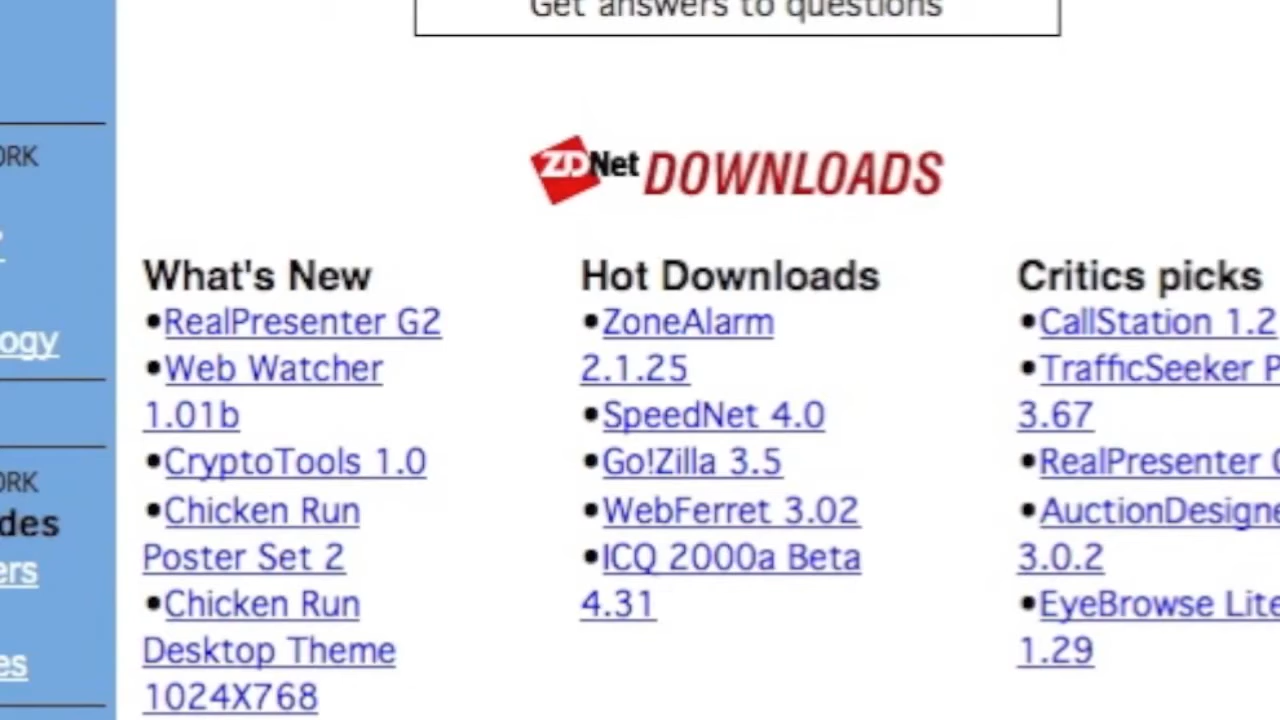 Get answers to questions
ORK
ogy
ORK
des
ers
es
ZDNet DOWNLOADS
What's New
•RealPresenter G2
•Web Watcher
1.01b
•CryptoTools 1.0
•Chicken Run
Poster Set 2
•Chicken Run
Desktop Theme
1024X768
Hot Downloads
•ZoneAlarm
2.1.25
•SpeedNet 4.0
•Go!Zilla 3.5
•WebFerret 3.02
•ICQ 2000a Beta
4.31
Critics picks
•CallStation 1.2
•TrafficSeeker P
3.67
•RealPresenter
•AuctionDesigne
3.0.2
•EyeBrowse Lite
1.29